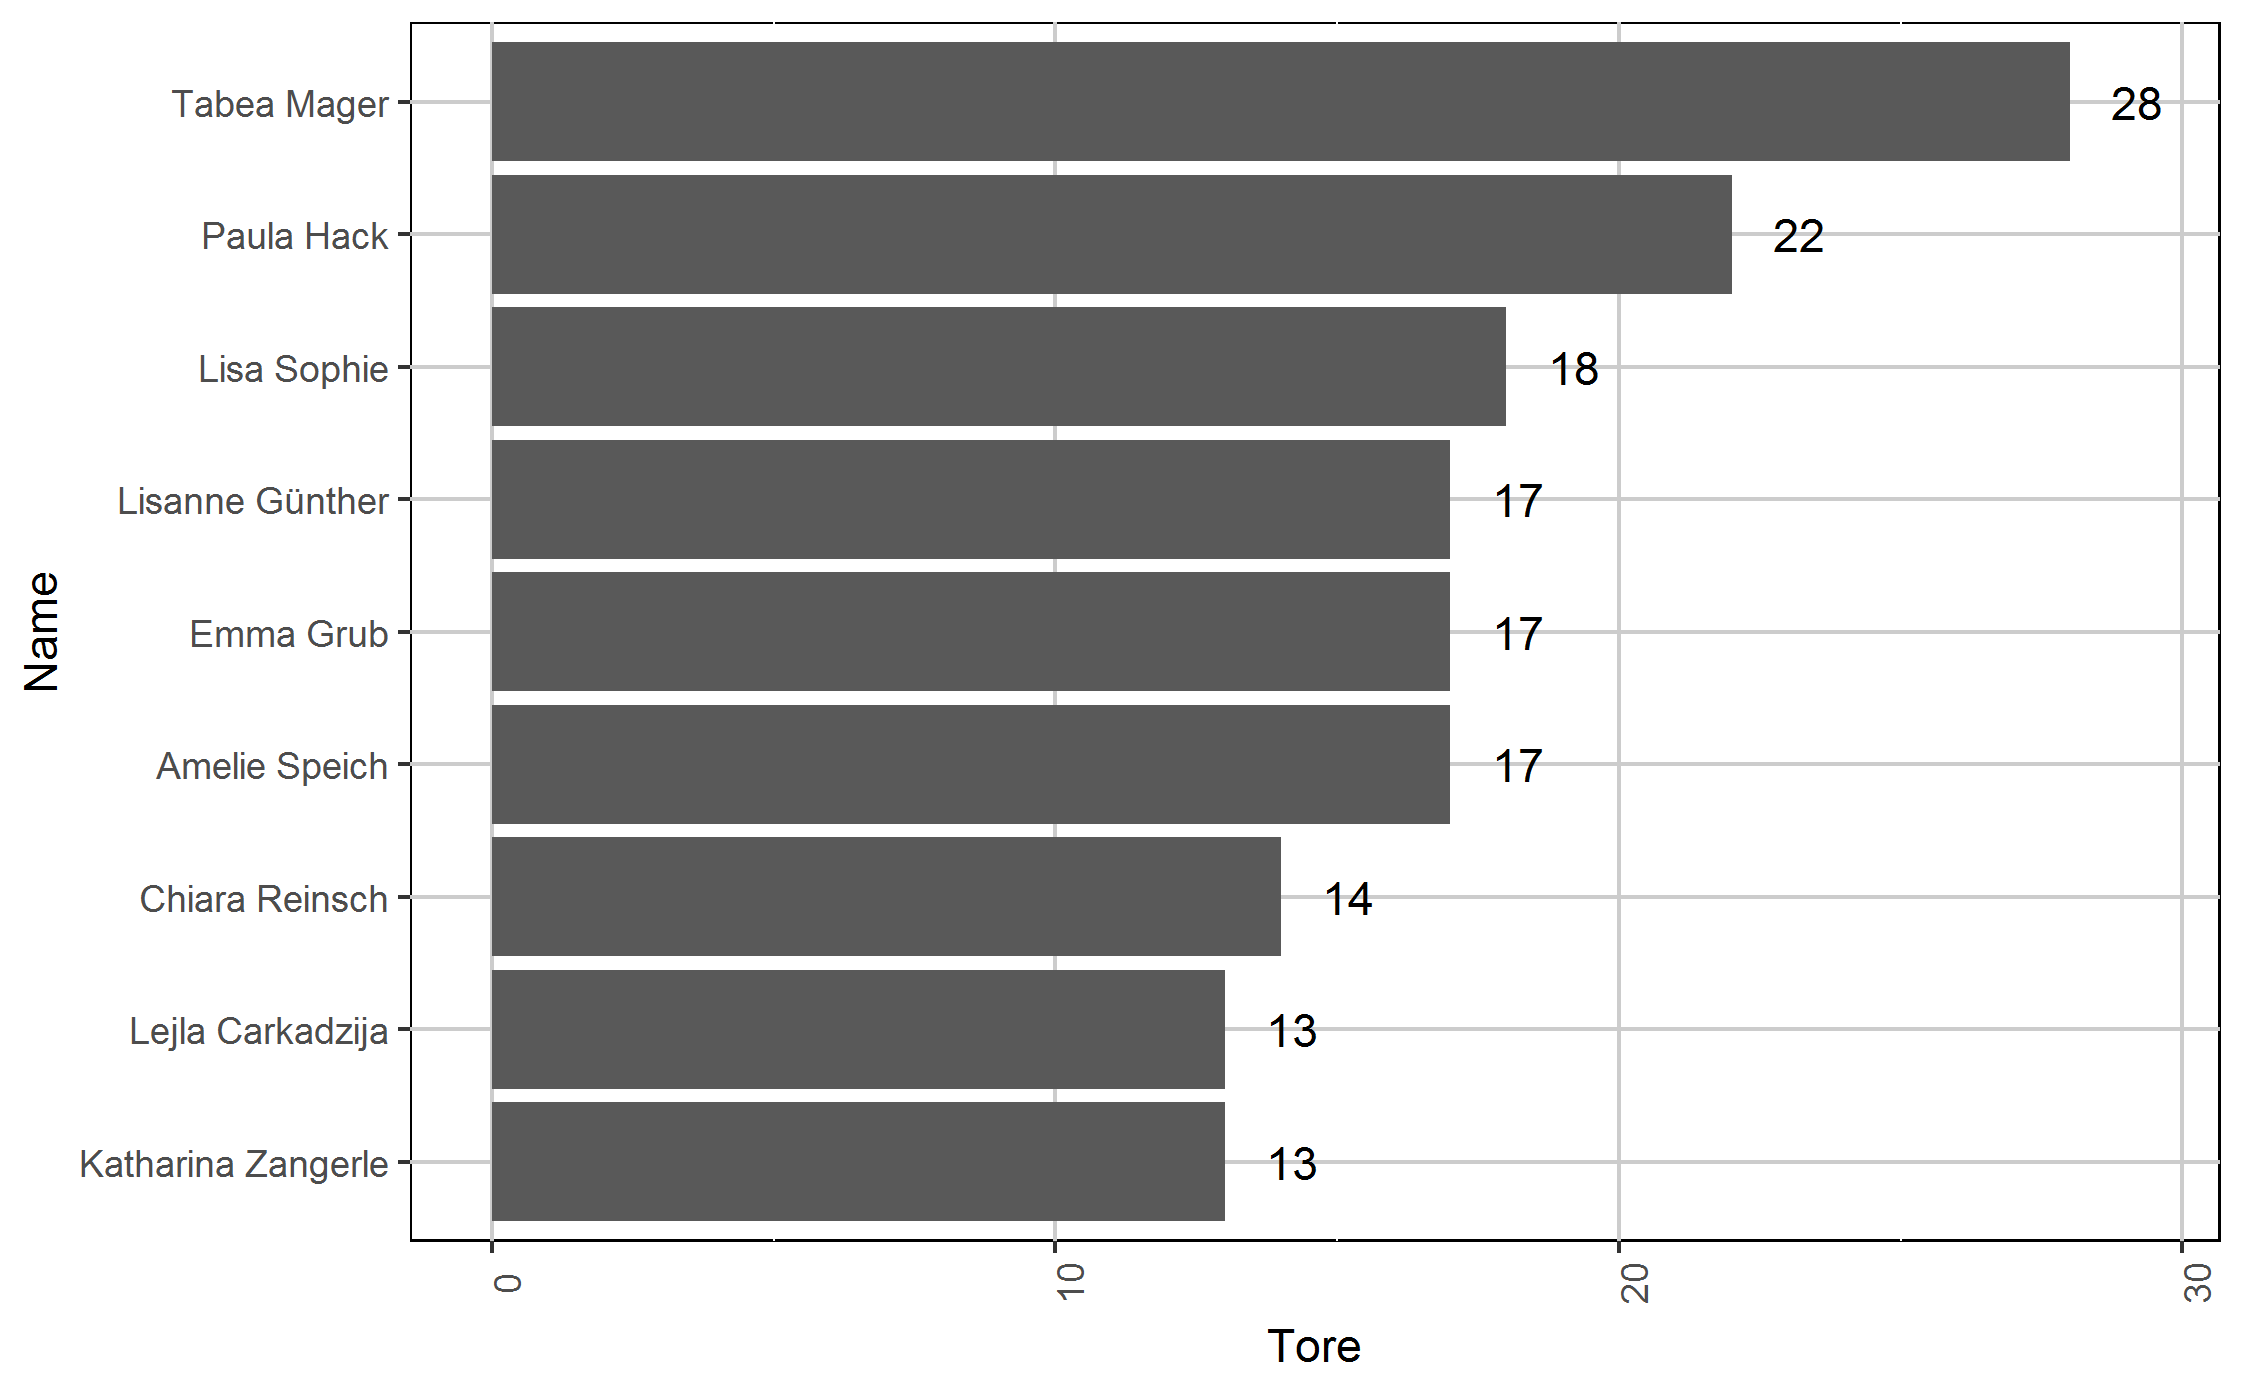 Name
Tabea Mager 28
Paula Hack 22
Lisa Sophie 18
Lisanne Günther 17
Emma Grub 17
Amelie Speich 17
Chiara Reinsch 14
Lejla Carkadzija 13
Katharina Zangerle 13
0 10 20 30
Tore